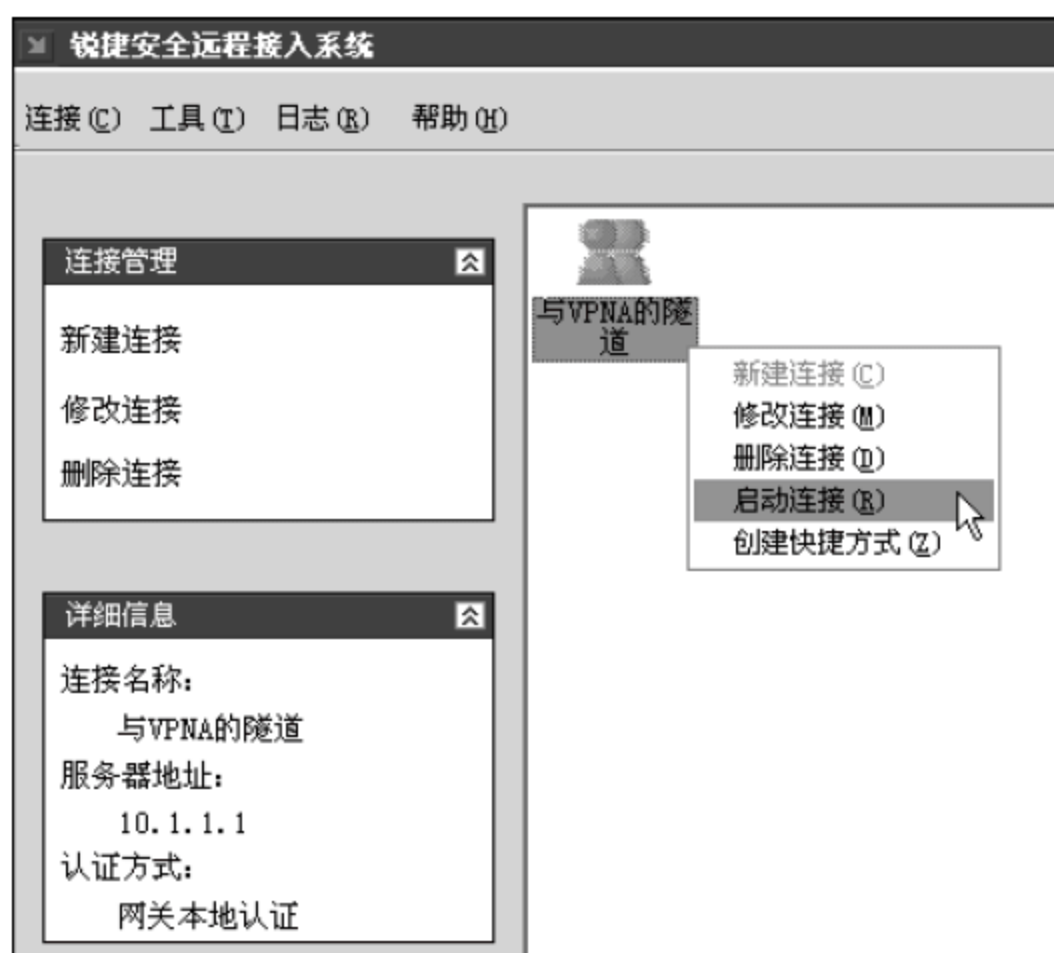 锐捷安全远程接入系统
连接(C) 工具(T) 日志(R) 帮助(H)
连接管理
新建连接
修改连接
删除连接
详细信息
连接名称:
与VPNA的隧道
服务器地址:
10.1.1.1
认证方式:
网关本地认证
与VPNA的隧
道
新建连接(C)
修改连接(M)
删除连接(D)
启动连接(R)
创建快捷方式(Z)